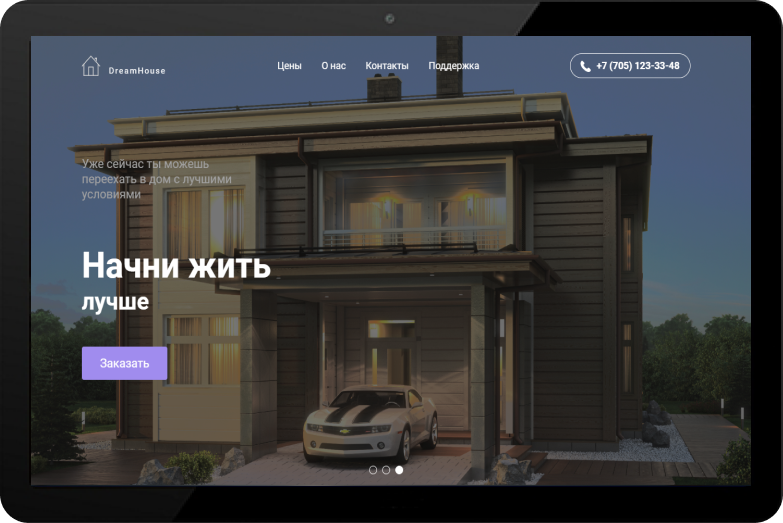 DreamHouse
Цены
О нас
Контакты
Поддержка
+7 (705) 123-33-48
Уже сейчас ты можешь
переехать в дом с лучшими
условиями
Начни жить
лучше
Заказать